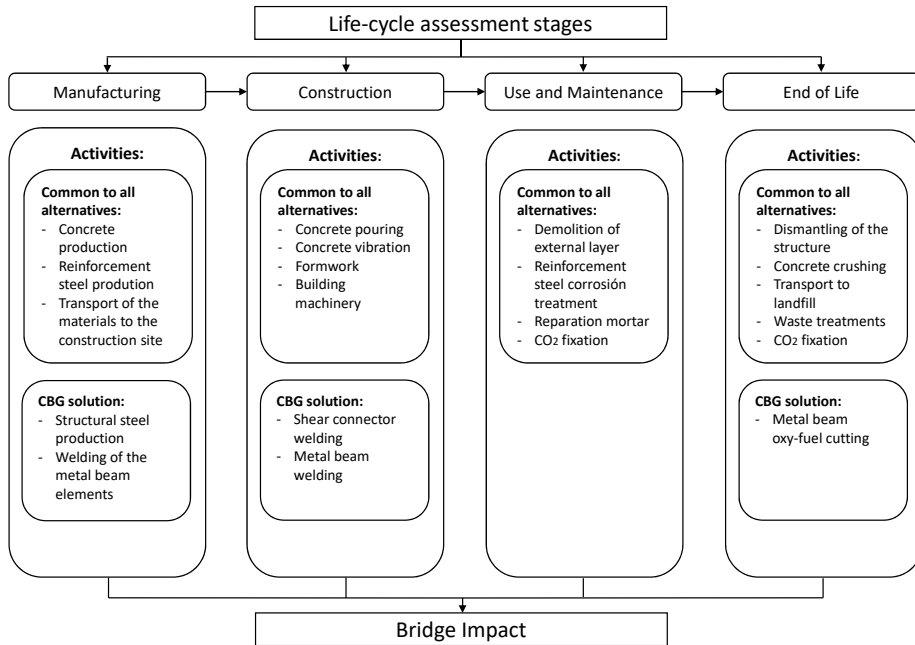 Life-cycle assessment stages
Manufacturing
Construction
Use and Maintenance
End of Life
Activities:
Common to all
alternatives:
- Concrete
production
- Reinforcement
steel prodution
- Transport of the
materials to the
construction site
CBG solution:
- Structural steel
production
- Welding of the
metal beam
elements
Activities:
Common to all
alternatives:
- Concrete pouring
- Concrete vibration
- Formwork
- Building
machinery
CBG solution:
- Shear connector
welding
- Metal beam
welding
Activities:
Common to all
alternatives:
- Demolition of
external layer
- Reinforcement
steel corrosión
treatment
- Reparation mortar
- CO2 fixation
Activities:
Common to all
alternatives:
- Dismantling of the
structure
- Concrete crushing
- Transport to
landfill
- Waste treatments
- CO2 fixation
CBG solution:
- Metal beam
oxy-fuel cutting
Bridge Impact